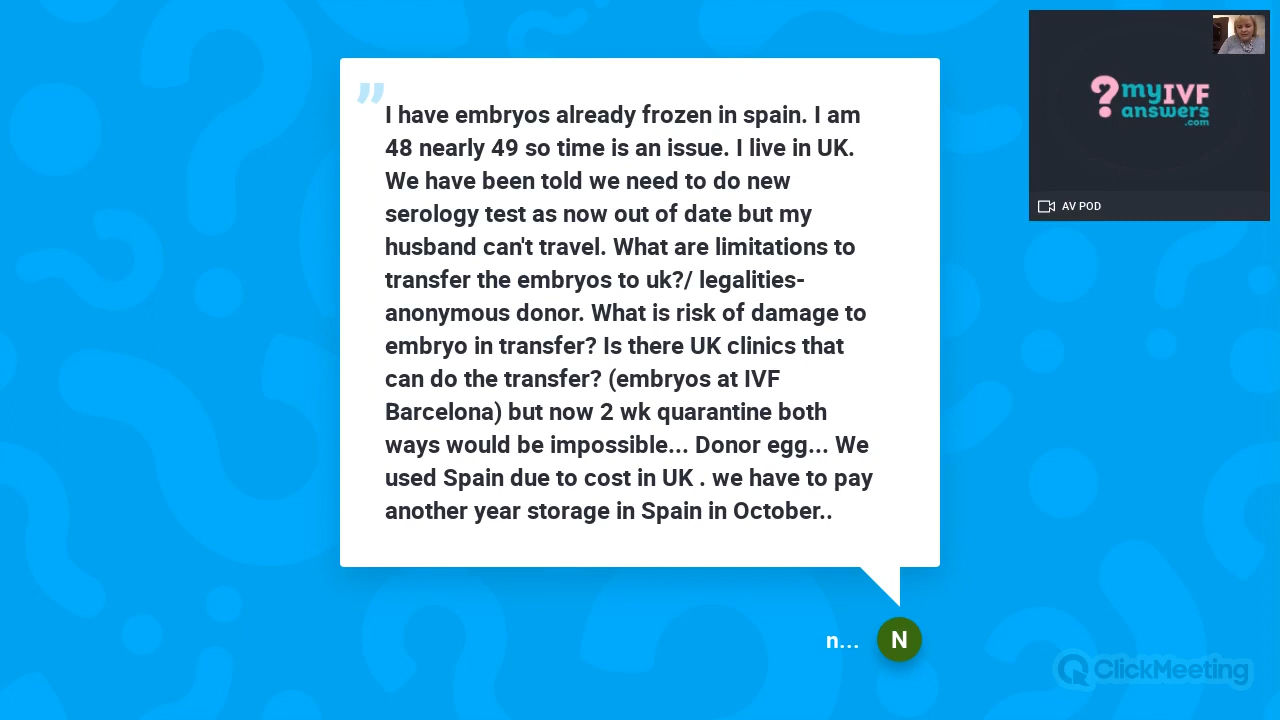 ”
I have embryos already frozen in spain. I am
48 nearly 49 so time is an issue. I live in UK.
We have been told we need to do new
serology test as now out of date but my
husband can't travel. What are limitations to
transfer the embryos to uk?/ legalities-
anonymous donor. What is risk of damage to
embryo in transfer? Is there UK clinics that
can do the transfer? (embryos at IVF
Barcelona) but now 2 wk quarantine both
ways would be impossible... Donor egg... We
used Spain due to cost in UK . we have to pay
another year storage in Spain in October..
n...
N
?myIVF
answers
.com
AV POD
ClickMeeting